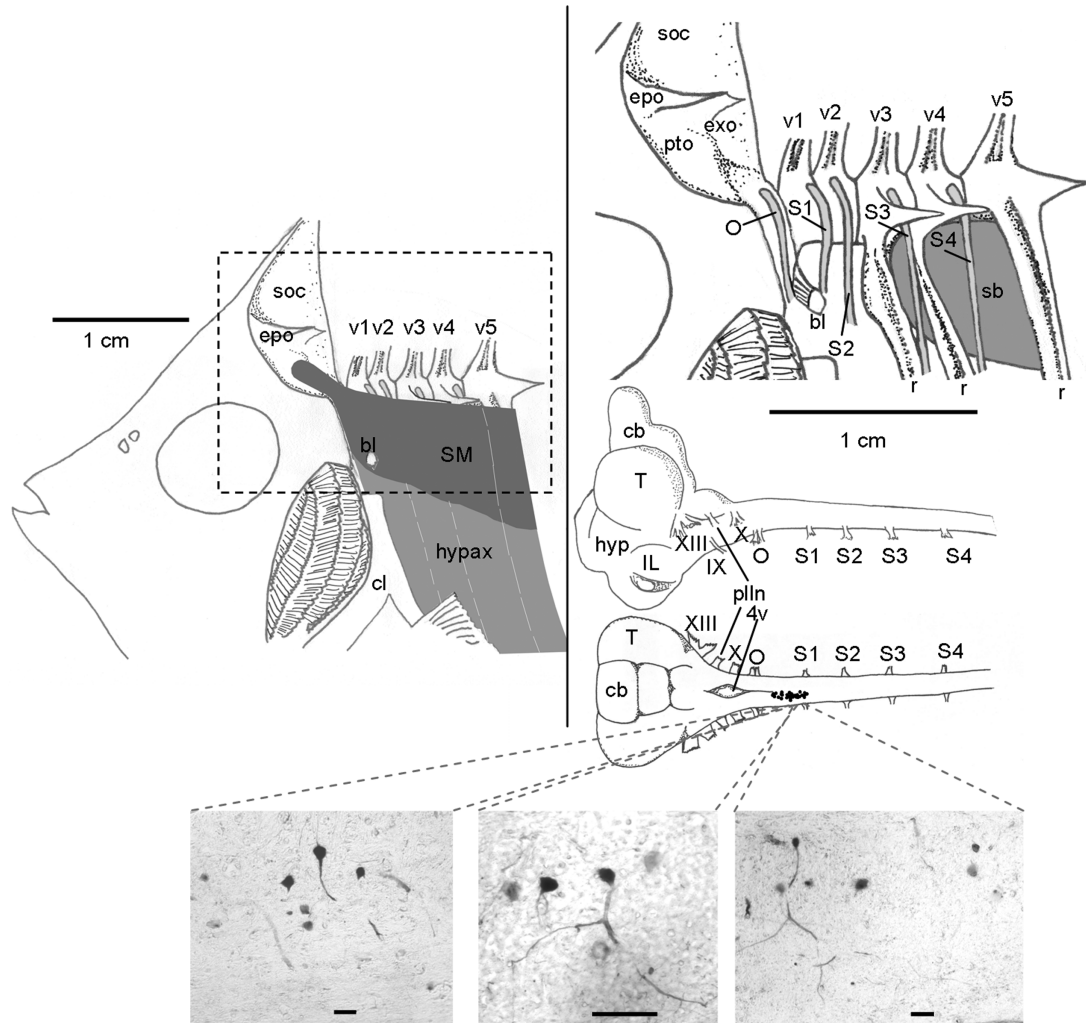 soc
epo
v1 v2 v3 v4 v5
1 cm
bl
SM
hypax
cl
soc
epo
exo
pto
v1
v2
v3
v4
v5
O
S1
S3
S4
sb
bl
S2
r
r
r
1 cm
cb
T
hyp
IL
XIII
IX
X
O
S1
S2
S3
S4
plln
4v
XIII
T
X
O
S1
S2
S3
S4
cb